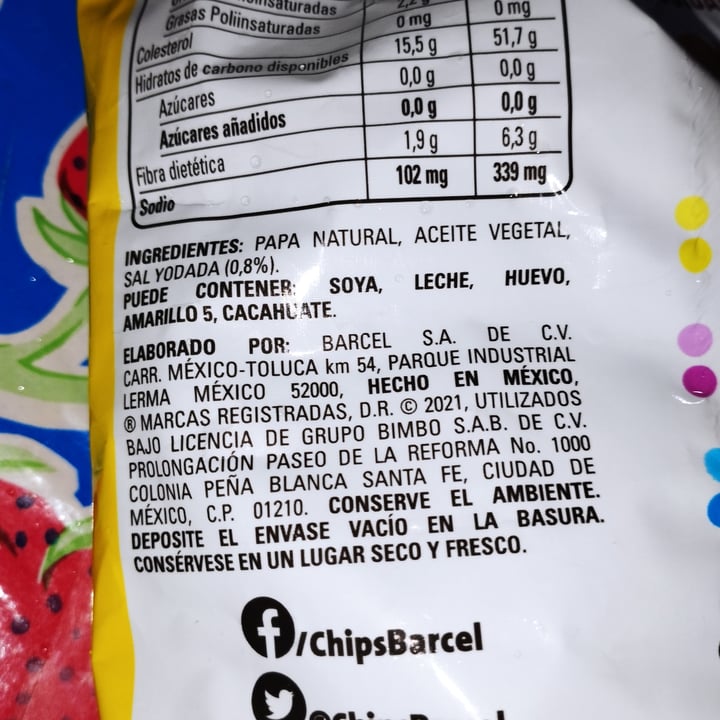 2,2 g
Grasas Poliinsaturadas 0 mg 0 mg
Colesterol 15,5 g 51,7 g
Hidratos de carbono disponibles 0,0 g 0,0 g
Azúcares 0,0 g 0,0 g
Azúcares añadidos 1,9 g 6,3 g
Fibra dietética 102 mg 339 mg
Sodio
INGREDIENTES: PAPA NATURAL, ACEITE VEGETAL,
SAL YODADA (0,8%).
PUEDE CONTENER: SOYA, LECHE, HUEVO,
AMARILLO 5, CACAHUATE.
ELABORADO POR: BARCEL S.A. DE C.V.
CARR. MÉXICO-TOLUCA km 54, PARQUE INDUSTRIAL
LERMA MÉXICO 52000, HECHO EN MÉXICO,
® MARCAS REGISTRADAS, D.R. © 2021, UTILIZADOS
BAJO LICENCIA DE GRUPO BIMBO S.A.B. DE C.V.
PROLONGACIÓN PASEO DE LA REFORMA No. 1000
COLONIA PEÑA BLANCA SANTA FE, CIUDAD DE
MÉXICO, C.P. 01210. CONSERVE EL AMBIENTE.
DEPOSITE EL ENVASE VACÍO EN LA BASURA.
CONSÉRVESE EN UN LUGAR SECO Y FRESCO.
/ChipsBarcel